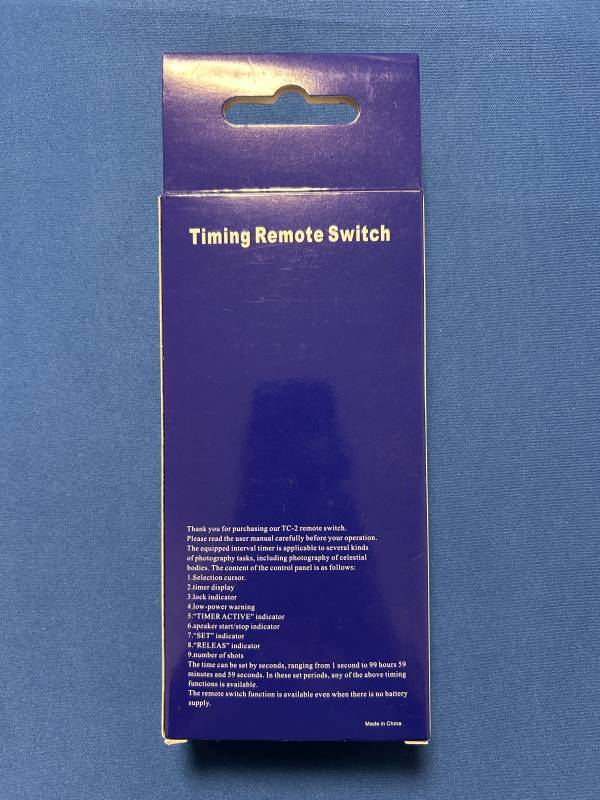 Timing Remote Switch
Thank you for purchasing our TC-2 remote switch.
Please read the user manual carefully before your operation.
The equipped interval timer is applicable to several kinds
of photography tasks, including photography of celestial
bodies. The content of the control panel is as follows:
1.Selection cursor.
2.timer display
3.lock indicator
4.low-power warning
5."TIMER ACTIVE" indicator
6.speaker start/stop indicator
7."SET" indicator
8."RELEAS" indicator
9.number of shots
The time can be set by seconds, ranging from 1 second to 99 hours 59
minutes and 59 seconds. In these set periods, any of the above timing
functions is available.
The remote switch function is available even when there is no battery
supply.
Made in China